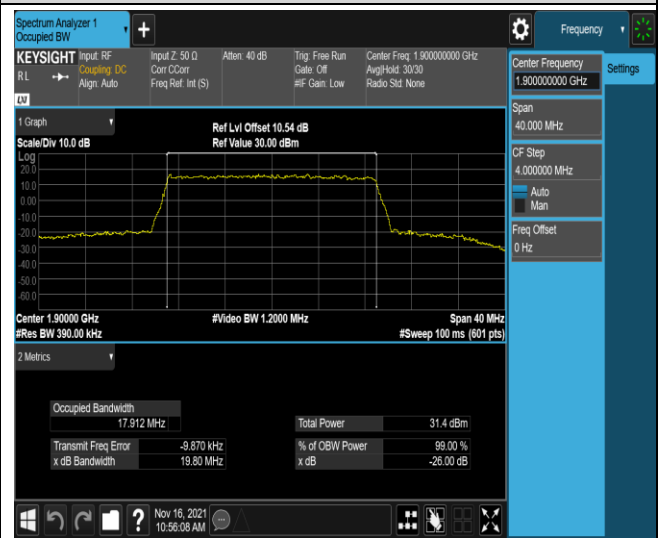 Spectrum Analyzer 1
Occupied BW
+
Frequency
KEYSIGHT
RL
LXI
Input: RF
Coupling: DC
Align: Auto
Input Z: 50 Ω
Corr CCorr
Freq Ref: Int (S)
Atten: 40 dB
Trig: Free Run
Gate: Off
#IF Gain: Low
Center Freq: 1.900000000 GHz
Avg|Hold: 30/30
Radio Std: None
Center Frequency
1.900000000 GHz
Settings
Span
40.000 MHz
CF Step
4.000000 MHz
Auto
Man
Freq Offset
0 Hz
1 Graph
Scale/Div 10.0 dB
Ref Lvl Offset 10.54 dB
Ref Value 30.00 dBm
Log
20.0
10.0
0.00
-10.0
-20.0
-30.0
-40.0
-50.0
-60.0
Center 1.90000 GHz
#Video BW 1.2000 MHz
Span 40 MHz
#Res BW 390.00 kHz
#Sweep 100 ms (601 pts)
2 Metrics
Occupied Bandwidth
17.912 MHz
Total Power 31.4 dBm
Transmit Freq Error -9.870 kHz
% of OBW Power 99.00 %
x dB Bandwidth 19.80 MHz
x dB -26.00 dB
?
Nov 16, 2021
10:56:08 AM